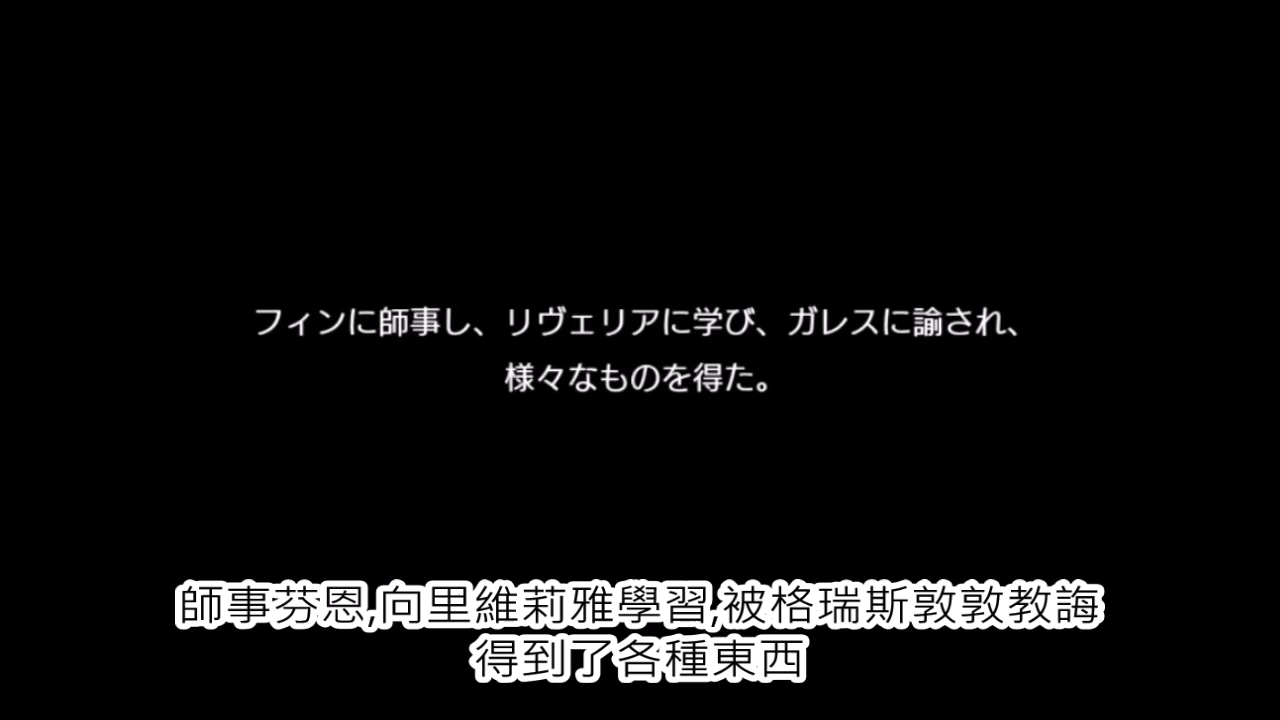 フィンに師事し、リヴェリアに学び、ガレスに諭され、
様々なものを得た。
師事芬恩,向里維莉雅學習,被格瑞斯敦敦教誨
得到了各種東西